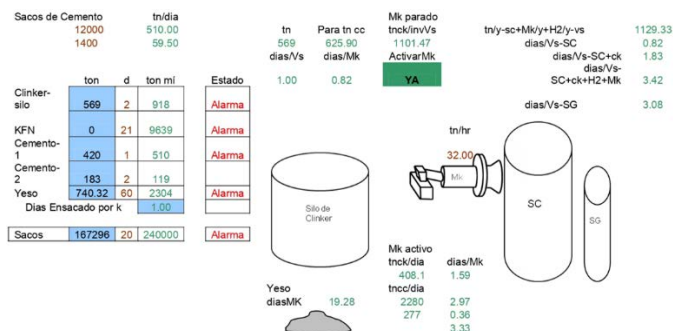 Sacos de Cemento tn/dia
12000 510.00
1400 59.50
ton d ton mí Estado
Clinker-silo 569 2 918 Alarma
KFN 0 21 9639 Alarma
Cemento-1 420 1 510 Alarma
Cemento-2 183 2 119 Alarma
Yeso 740.32 60 2304 Alarma
Dias Ensacado por k 1.00
Sacos 167296 20 240000 Alarma
Mk parado
tn Para tn cc tnck/invVs
569 625.90 1101.47
dias/Vs dias/Mk ActivarMk
1.00 0.82 YA
tn/y-sc+Mk/y+H2/y-vs 1129.33
dias/Vs-SC 0.82
dias/Vs-SC+ck 1.83
dias/Vs-
SC+ck+H2+Mk 3.42
dias/Vs-SG 3.08
tn/hr
32.00
Mk
Silo de
Clinker
SC
SG
Mk activo
tnck/dia dias/Mk
408.1 1.59
Yeso
diasMK 19.28
tncc/dia
2280 2.97
277 0.36
3.33